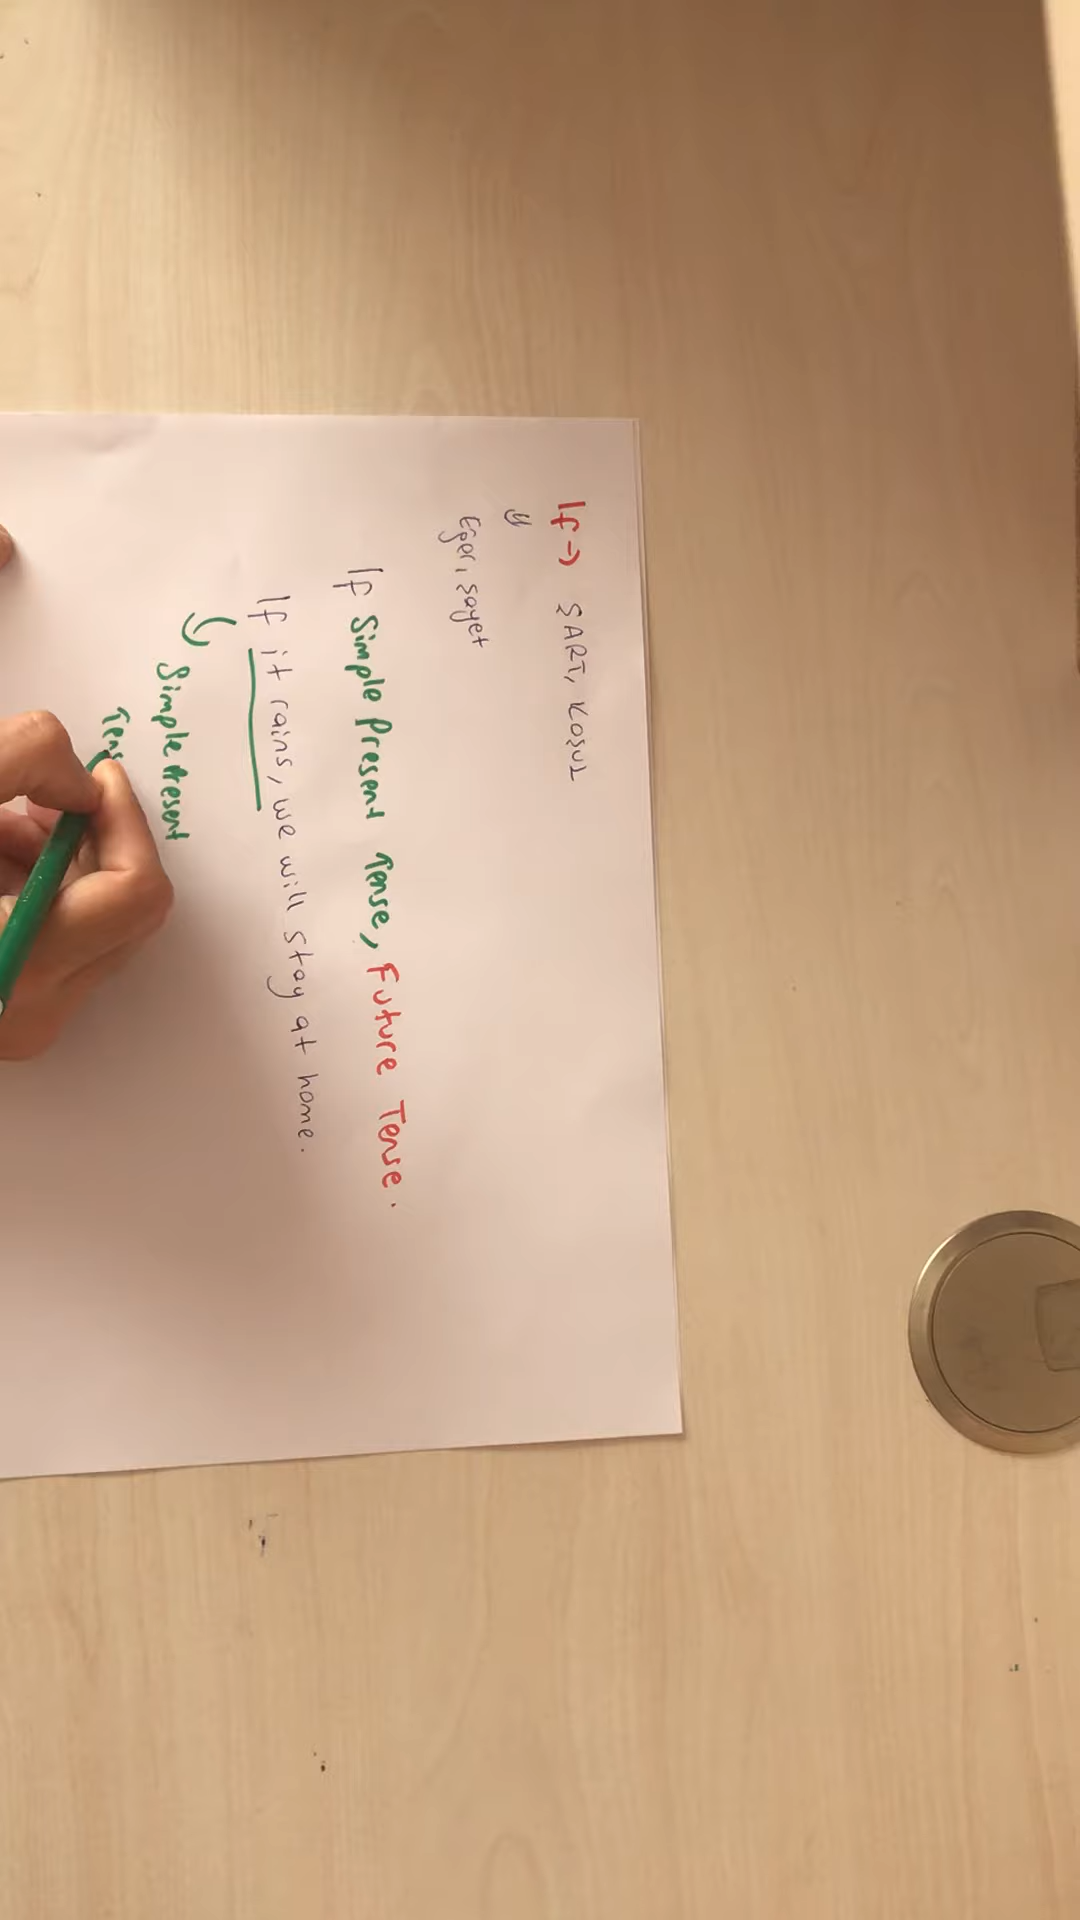 If → ŞART, KOŞUL
Eğer, Şayet
If Simple Present Tense, Future Tense.
If it rains, we will stay at home.
Simple Present
Tens